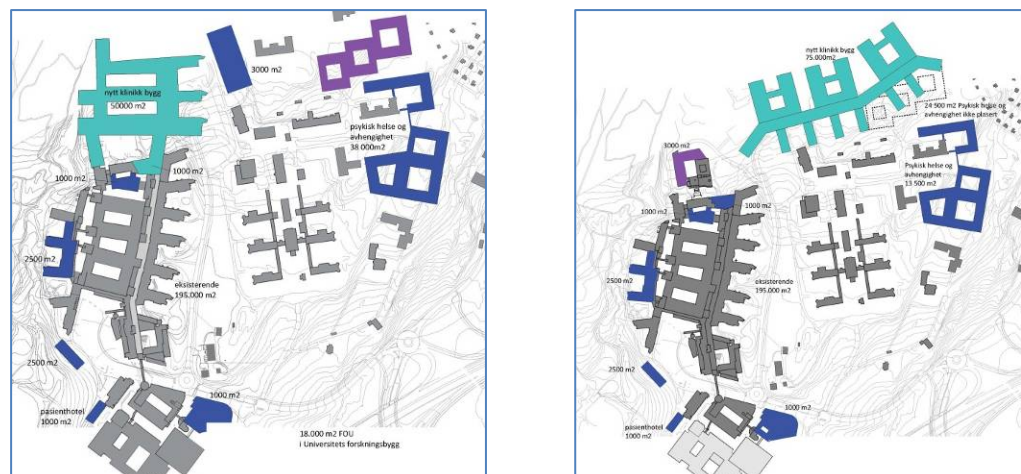 nytt klinikk bygg
50000 m2
3000 m2
psykisk helse og
avhengighet
38 000m2
1000 m2
1000 m2
2500 m2
eksisterende
195.000 m2
2500 m2
pasienthotel
1000 m2
1000 m2
18.000 m2 FOU
i Universitets forskningsbygg
nytt klinikk bygg
75.000m2
24 900 m2 Psykisk helse og
avhengighet ikke plasert
3000 m2
Psykisk helse og
avhengighet
13 500 m2
1000 m2
1000 m2
2500 m2
eksisterende
195.000 m2
2500 m2
pasienthotel
1000 m2
3000 m2